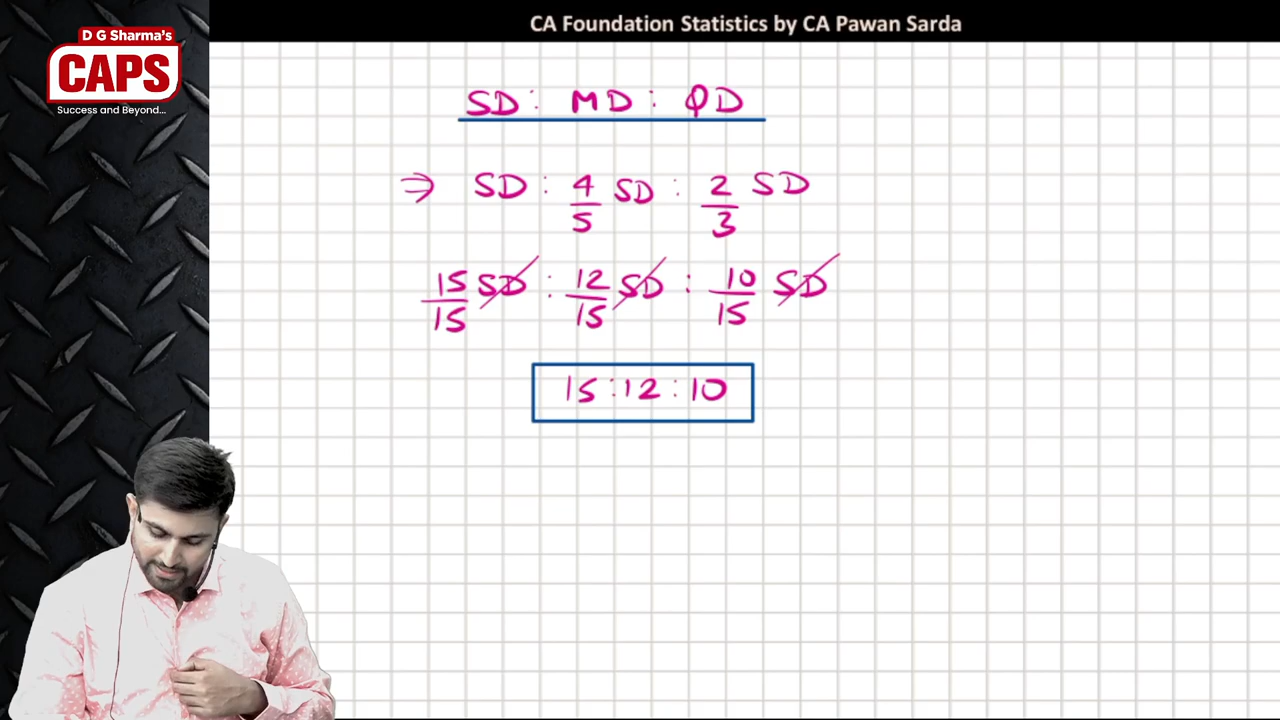 CA Foundation Statistics by CA Pawan Sarda
D G Sharma's
CAPS
Success and Beyond...
SD : MD : QD
⇒ SD : 4/5 SD : 2/3 SD
15/15 SD : 12/15 SD : 10/15 SD
15 : 12 : 10